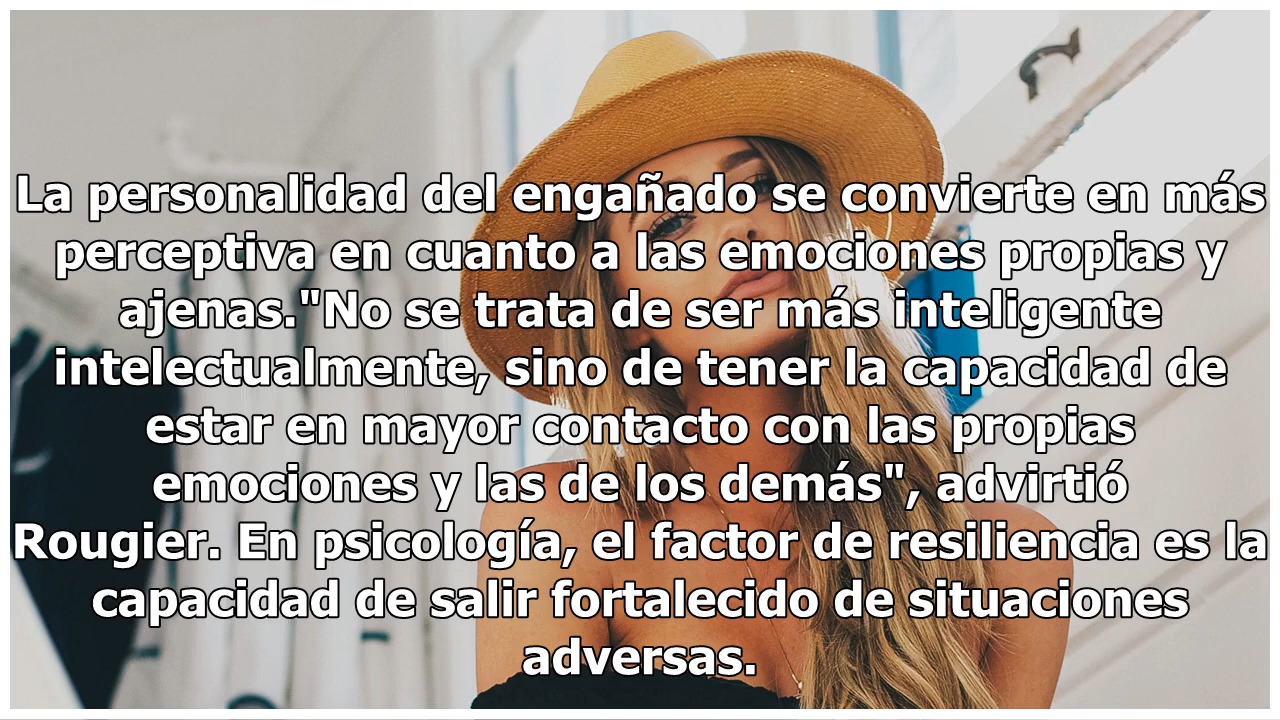 La personalidad del engañado se convierte en más
perceptiva en cuanto a las emociones propias y
ajenas."No se trata de ser más inteligente
intelectualmente, sino de tener la capacidad de
estar en mayor contacto con las propias
emociones y las de los demás", advirtió
Rougier. En psicología, el factor de resiliencia es la
capacidad de salir fortalecido de situaciones
adversas.